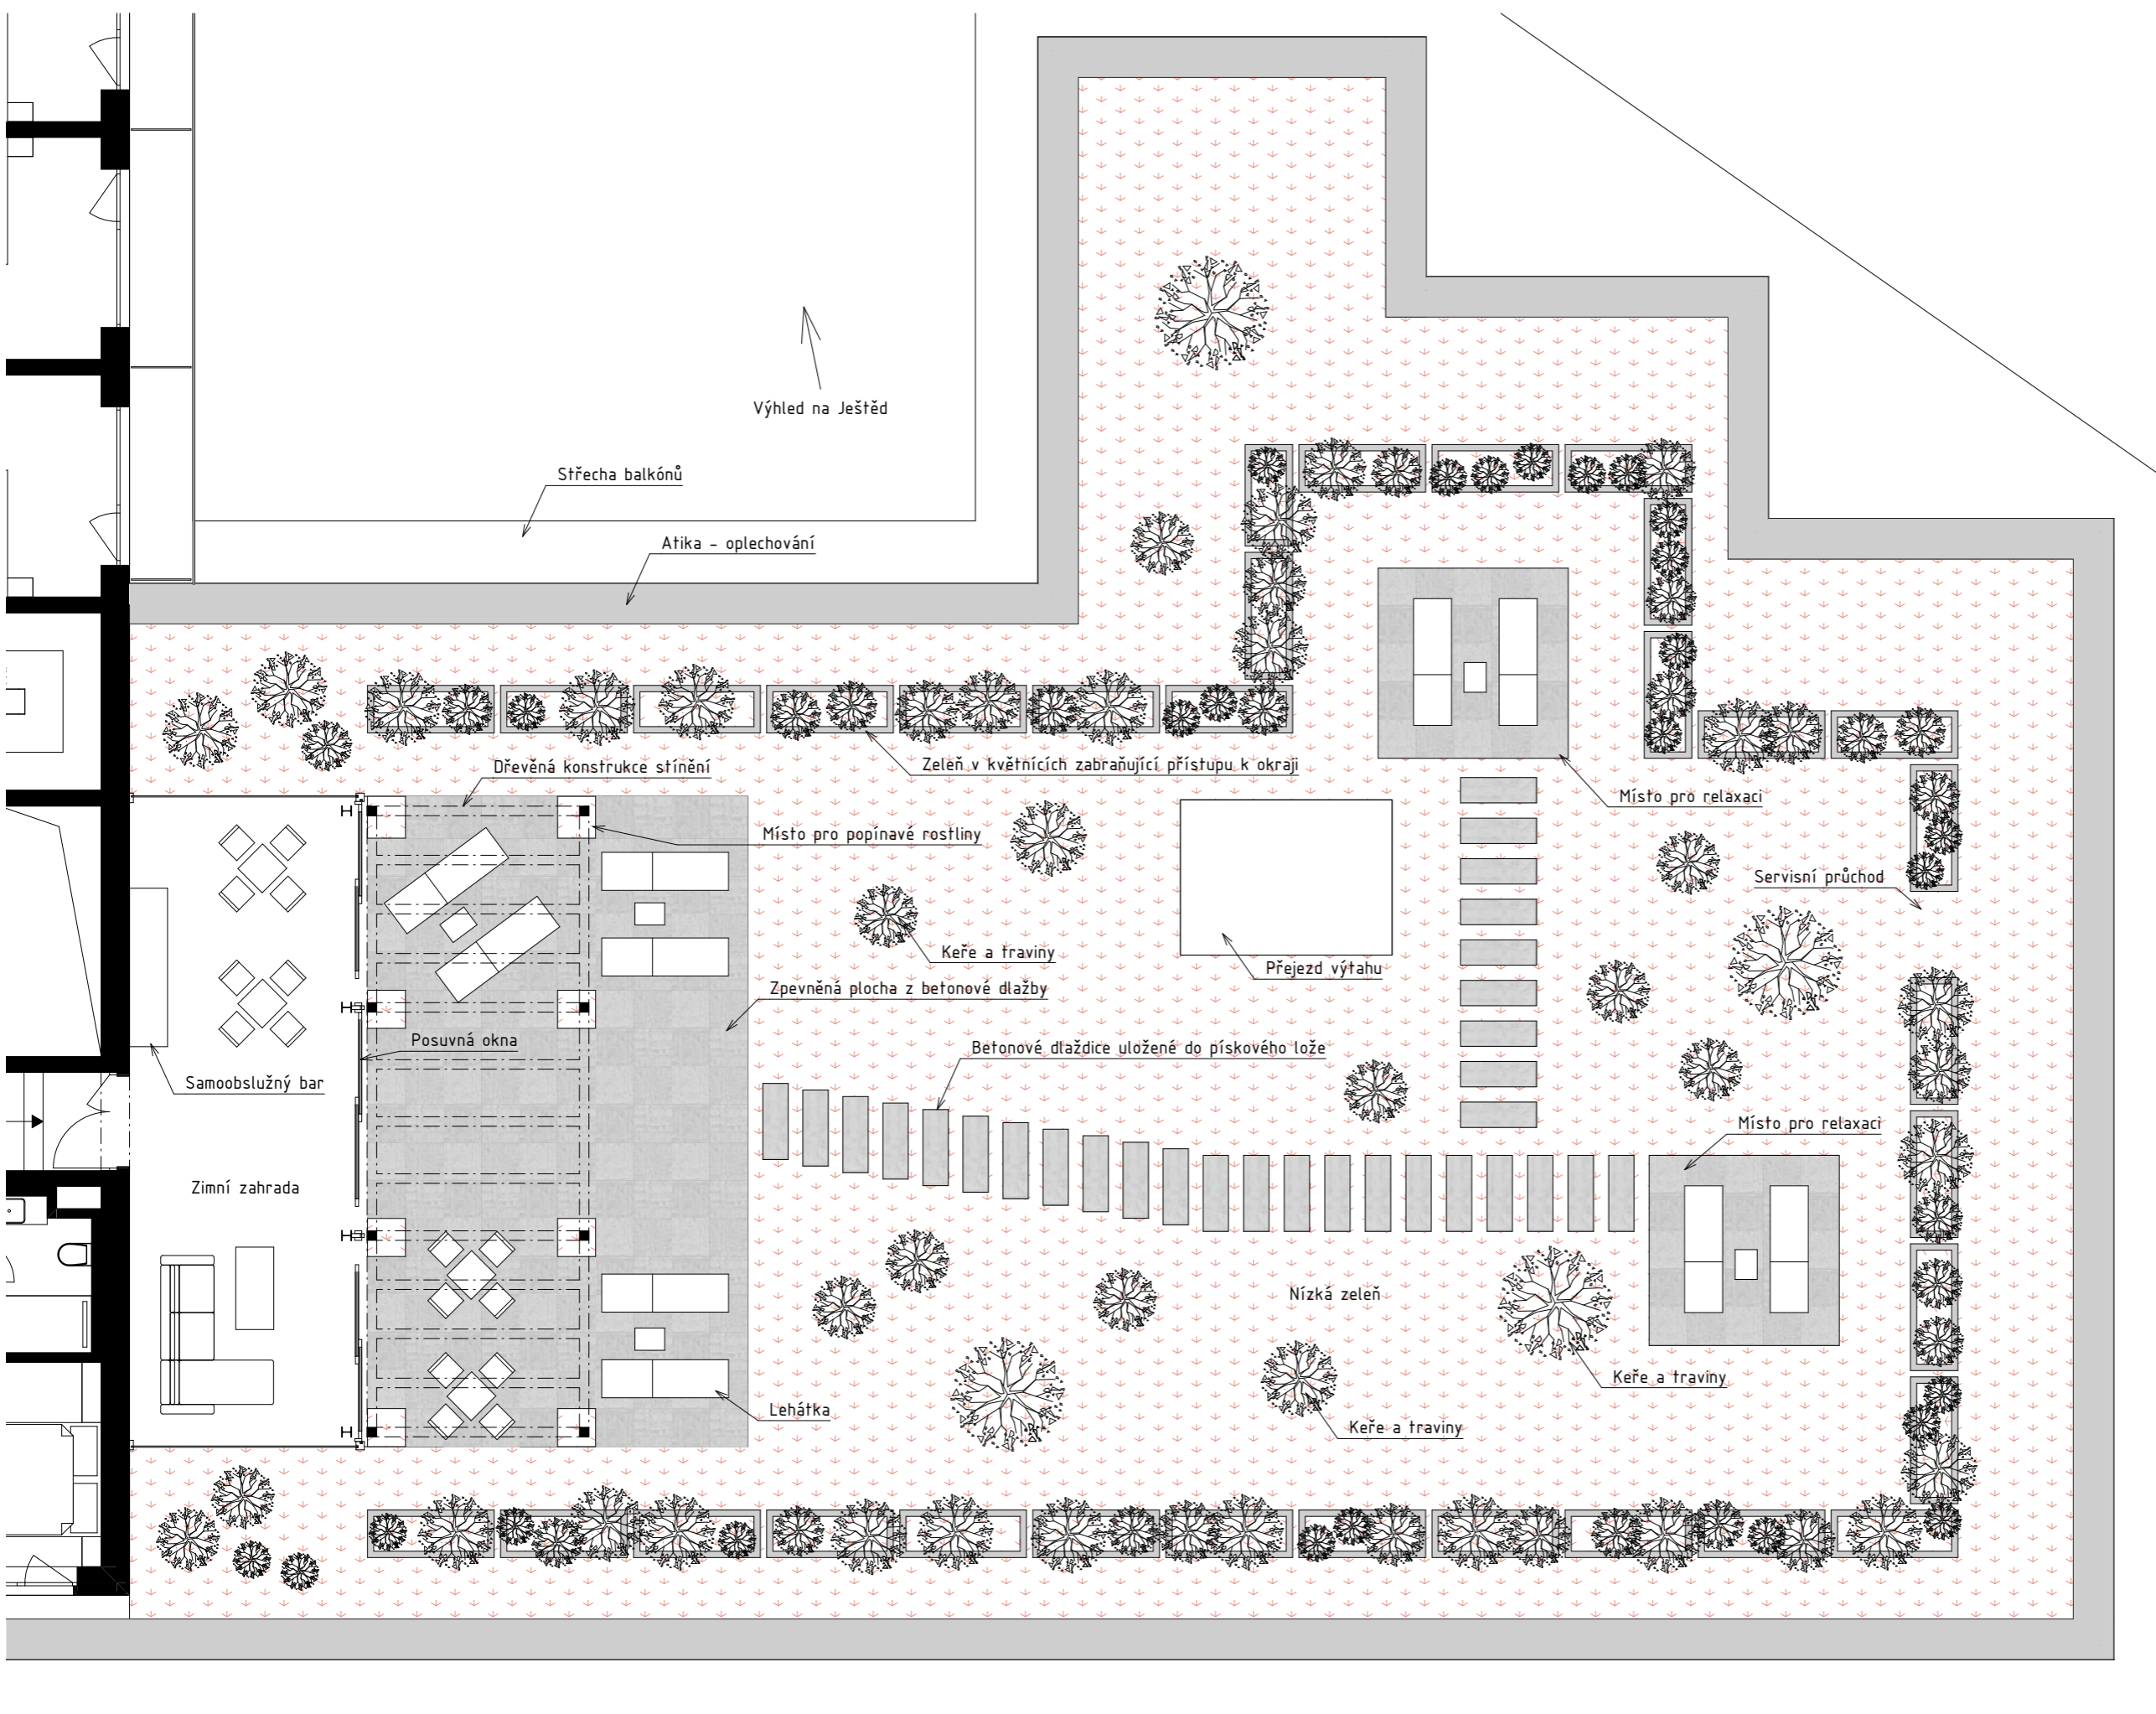 Výhled na Ještěd
Střecha balkónů
Atika - oplechování
Dřevěná konstrukce stínění
Zeleň v květnících zabraňující přístupu k okraji
Místo pro relaxaci
Místo pro popínavé rostliny
Servisní průchod
Keře a traviny
Přejezd výtahu
Zpevněná plocha z betonové dlažby
Posuvná okna
Betonové dlaždice uložené do pískového lože
Samoobslužný bar
Místo pro relaxaci
Zimní zahrada
Nízká zeleň
Keře a traviny
Lehátka
Keře a traviny